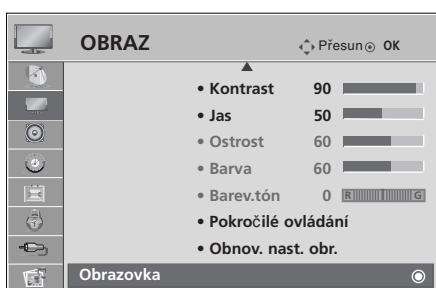 OBRAZ Přesun OK
• Kontrast 90
• Jas 50
• Ostrost 60
• Barva 60
• Barev.tón 0 R G
• Pokročilé ovládání
• Obnov. nast. obr.
Obrazovka